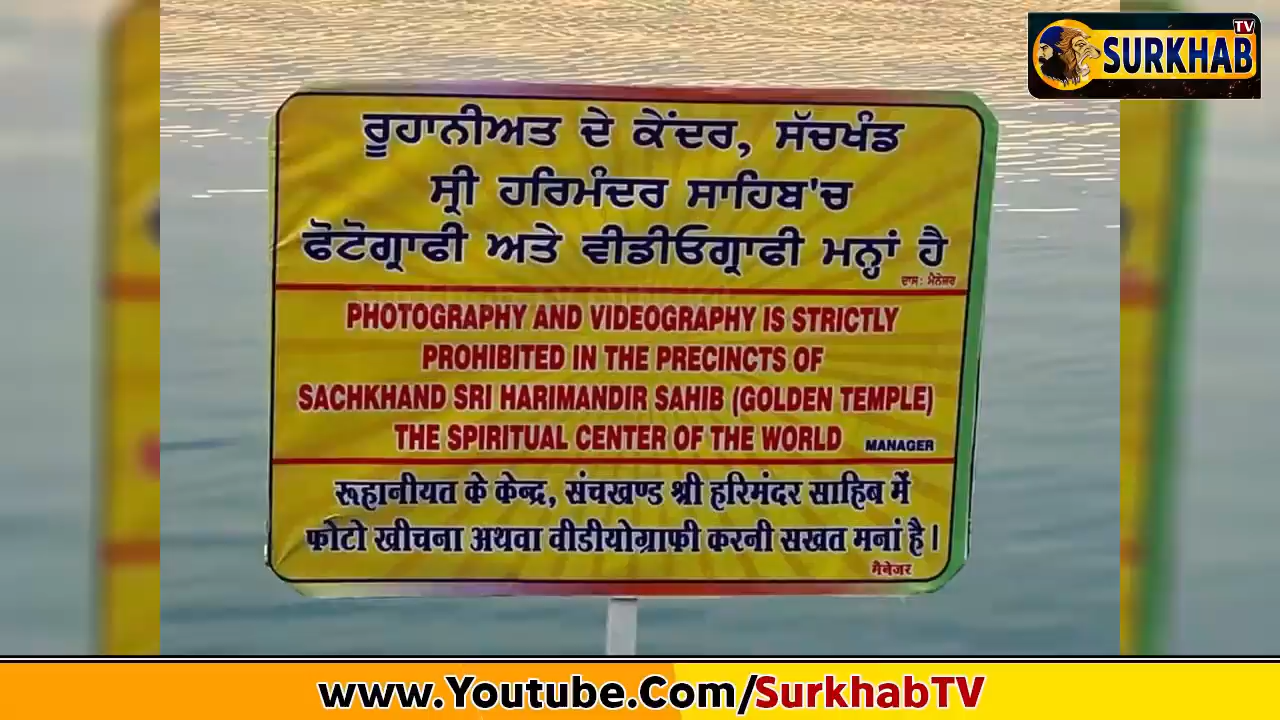 TV
SURKHAB
ਰੂਹਾਨੀਅਤ ਦੇ ਕੇਂਦਰ, ਸੱਚਖੰਡ
ਸ੍ਰੀ ਹਰਿਮੰਦਰ ਸਾਹਿਬ'ਚ
ਫੋਟੋਗ੍ਰਾਫੀ ਅਤੇ ਵੀਡੀਓਗ੍ਰਾਫੀ ਮਨ੍ਹਾਂ ਹੈ
ਦਾਸ: ਮੈਨੇਜਰ
PHOTOGRAPHY AND VIDEOGRAPHY IS STRICTLY
PROHIBITED IN THE PRECINCTS OF
SACHKHAND SRI HARIMANDIR SAHIB (GOLDEN TEMPLE)
THE SPIRITUAL CENTER OF THE WORLD MANAGER
रूहानीयत के केन्द्र, संचखण्ड श्री हरिमंदर साहिब में
फोटो खीचना अथवा वीडीयोग्राफी करनी सखत मनां है।
मैनेजर
www.Youtube.Com/SurkhabTV